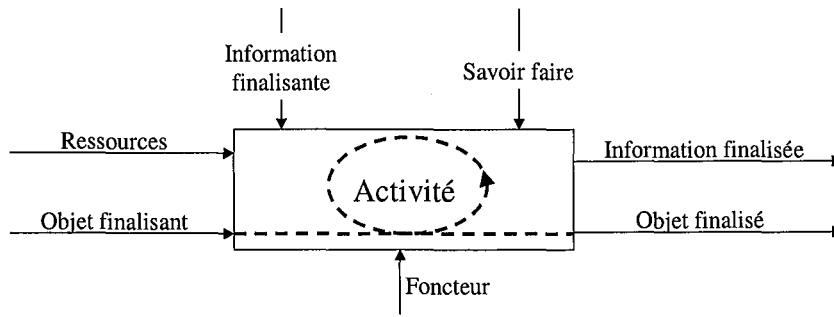 Information
finalisante
Savoir faire
Ressources
Information finalisée
Activité
Objet finalisant
Objet finalisé
Foncteur